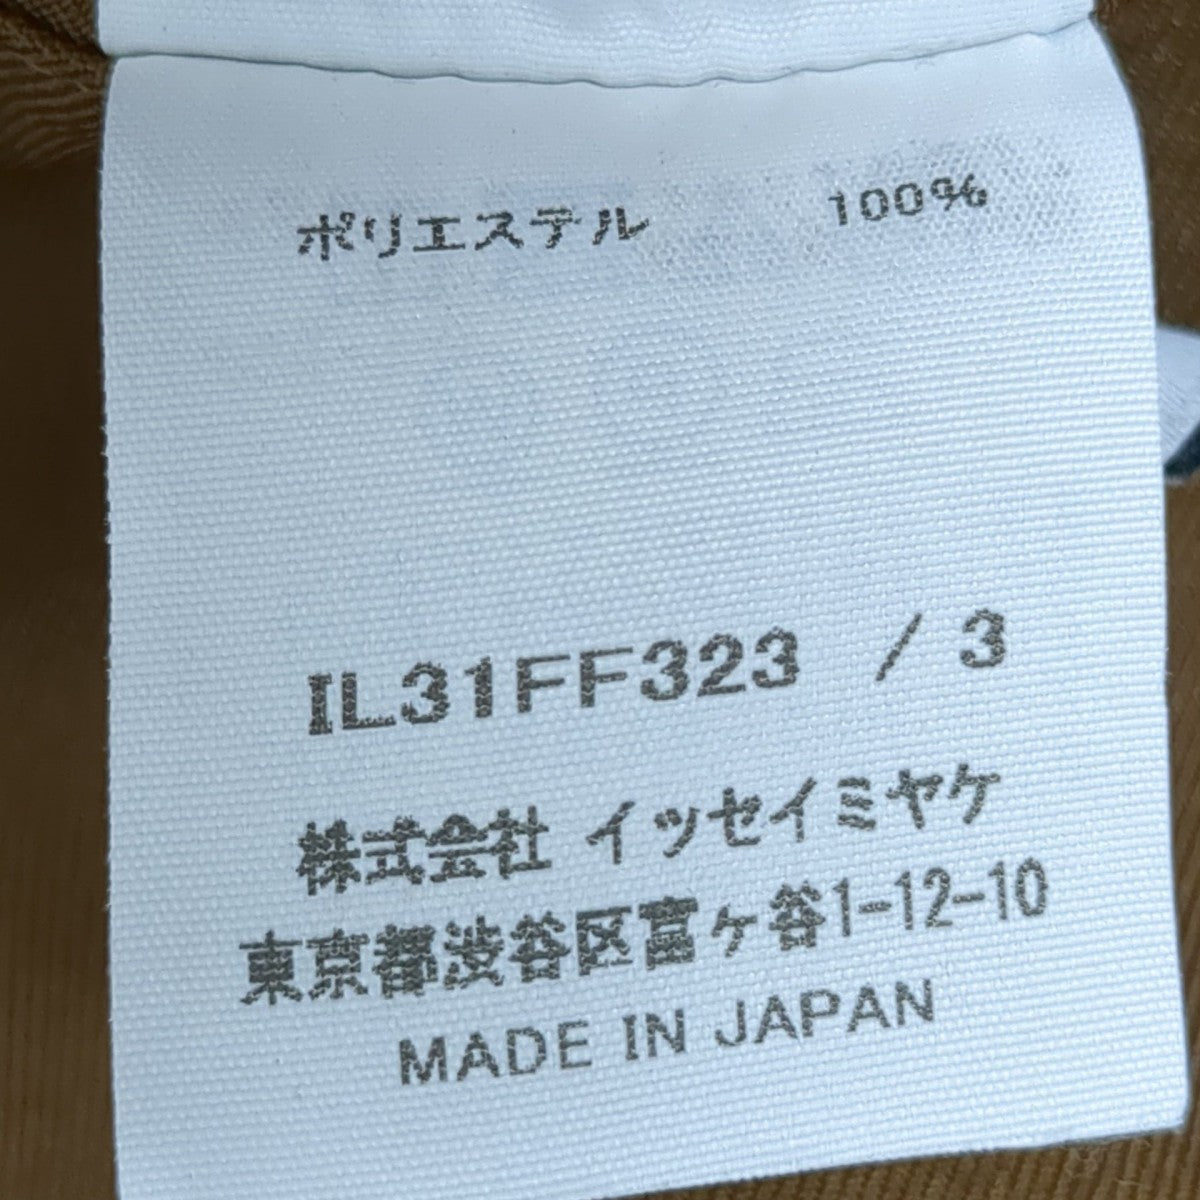 ポリエステル 100%
IL31FF323 / 3
株式会社 イッセイミヤケ
東京都渋谷区富ヶ谷1-12-10
MADE IN JAPAN